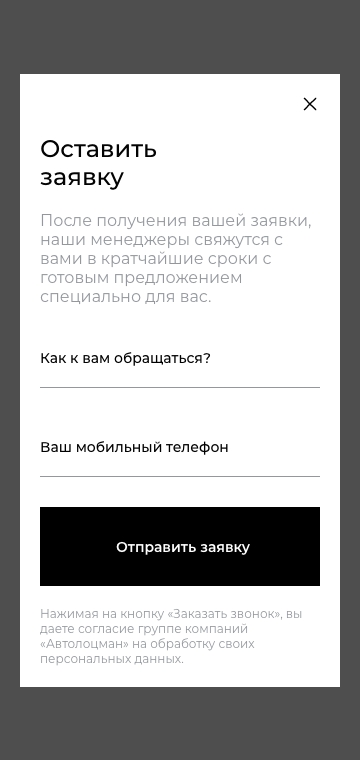 Оставить
заявку
После получения вашей заявки,
наши менеджеры свяжутся с
вами в кратчайшие сроки с
готовым предложением
специально для вас.
Как к вам обращаться?
Ваш мобильный телефон
Отправить заявку
Нажимая на кнопку «Заказать звонок», вы
даете согласие группе компаний
«Автолоцман» на обработку своих
персональных данных.